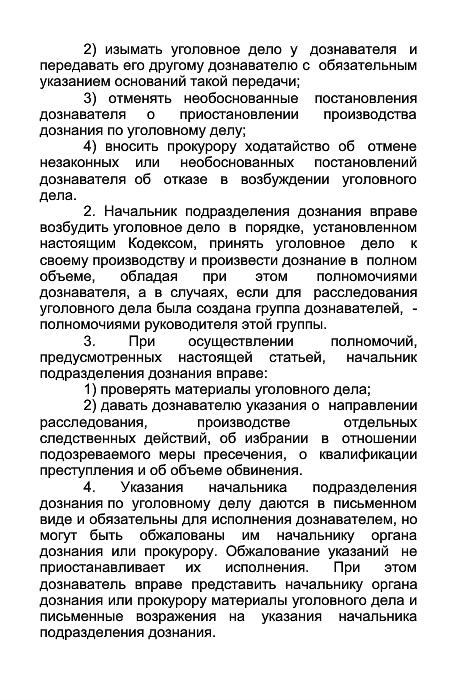 2) изымать уголовное дело у дознавателя и
передавать его другому дознавателю с обязательным
указанием оснований такой передачи;
3) отменять необоснованные постановления
дознавателя о приостановлении производства
дознания по уголовному делу;
4) вносить прокурору ходатайство об отмене
незаконных или необоснованных постановлений
дознавателя об отказе в возбуждении уголовного
дела.
2. Начальник подразделения дознания вправе
возбудить уголовное дело в порядке, установленном
настоящим Кодексом, принять уголовное дело к
своему производству и произвести дознание в полном
объеме, обладая при этом полномочиями
дознавателя, а в случаях, если для расследования
уголовного дела была создана группа дознавателей, -
полномочиями руководителя этой группы.
3. При осуществлении полномочий,
предусмотренных настоящей статьей, начальник
подразделения дознания вправе:
1) проверять материалы уголовного дела;
2) давать дознавателю указания о направлении
расследования, производстве отдельных
следственных действий, об избрании в отношении
подозреваемого меры пресечения, о квалификации
преступления и об объеме обвинения.
4. Указания начальника подразделения
дознания по уголовному делу даются в письменном
виде и обязательны для исполнения дознавателем, но
могут быть обжалованы им начальнику органа
дознания или прокурору. Обжалование указаний не
приостанавливает их исполнения. При этом
дознаватель вправе представить начальнику органа
дознания или прокурору материалы уголовного дела и
письменные возражения на указания начальника
подразделения дознания.